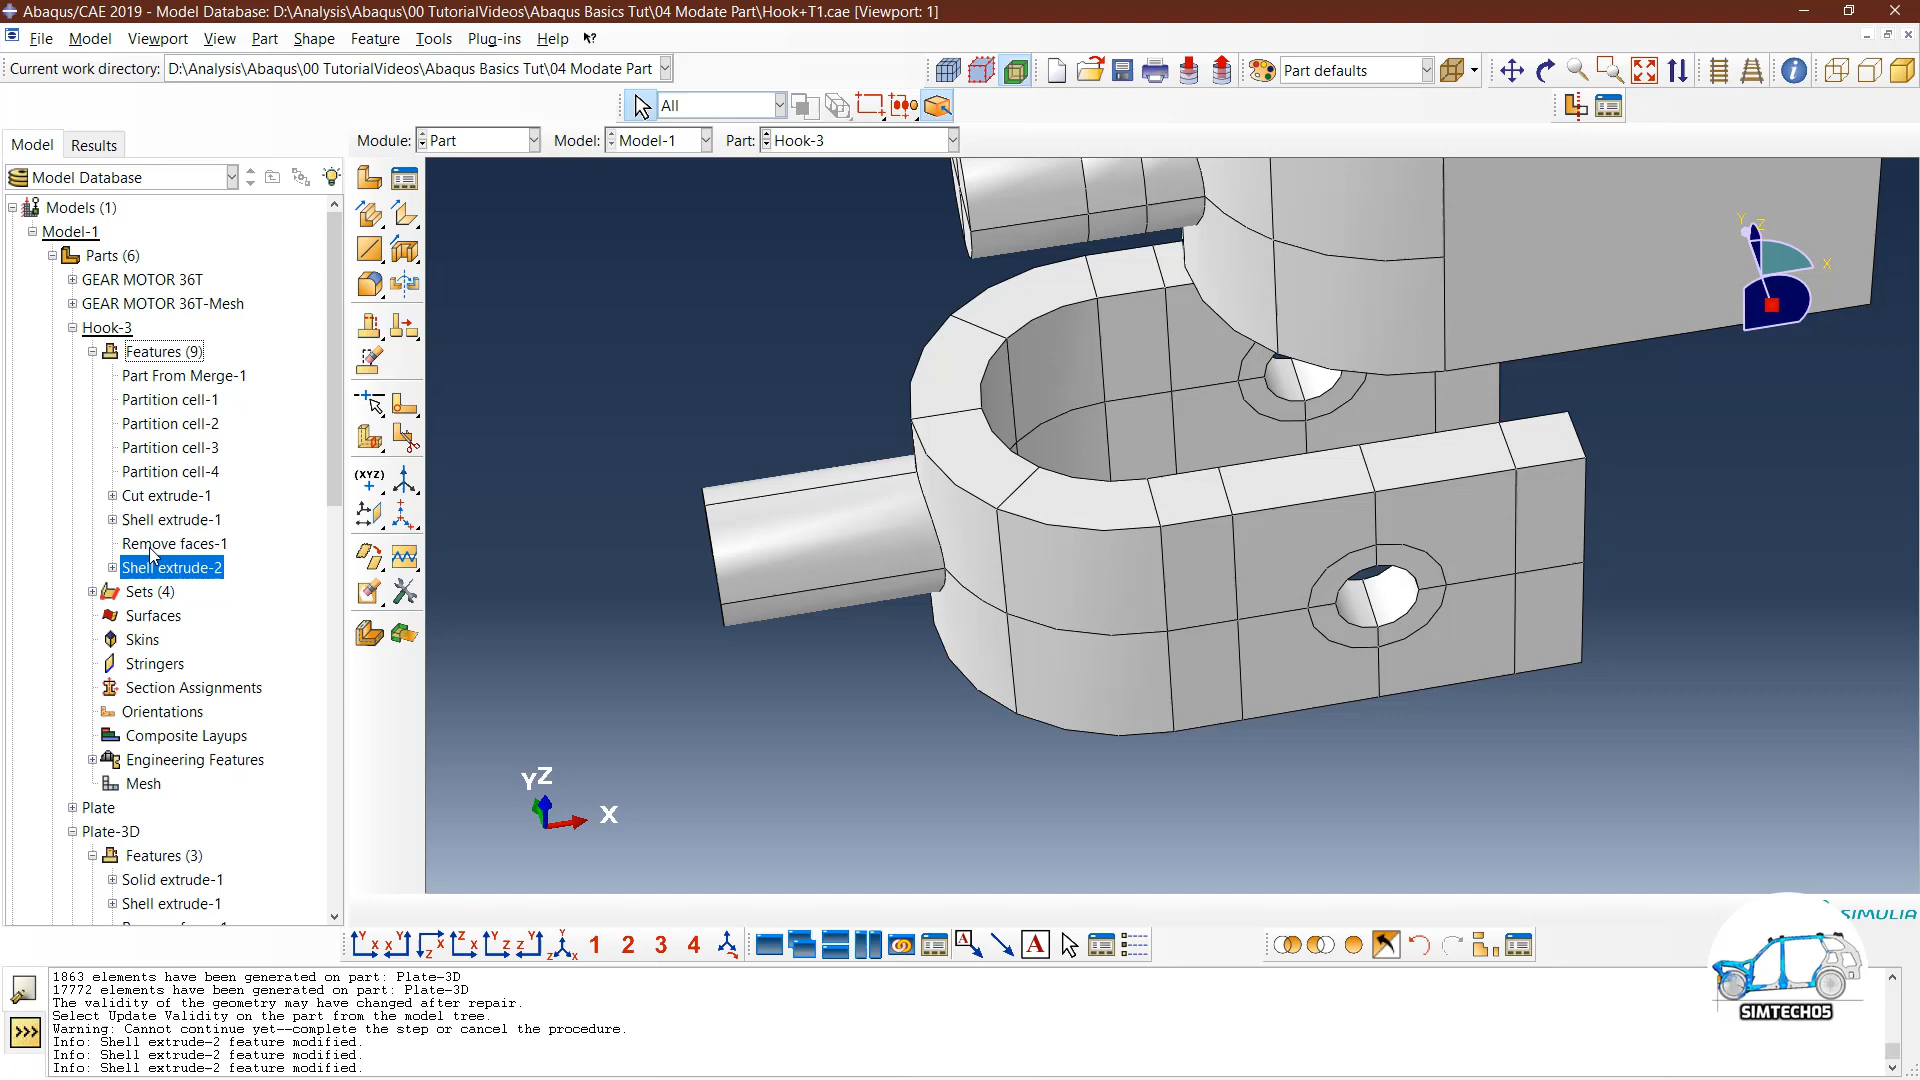 Abaqus/CAE 2019 - Model Database: D:\Analysis\Abaqus\00 TutorialVideos\Abaqus Basics Tut\04 Modate Part\Hook+T1.cae [Viewport: 1]
File Model Viewport View Part Shape Feature Tools Plug-ins Help
Current work directory: D:\Analysis\Abaqus\00 TutorialVideos\Abaqus Basics Tut\04 Modate Part
Part defaults
All
Model Results
Module: Part Model: Model-1 Part: Hook-3
Model Database
Models (1)
Model-1
Parts (6)
GEAR MOTOR 36T
GEAR MOTOR 36T-Mesh
Hook-3
Features (9)
Part From Merge-1
Partition cell-1
Partition cell-2
Partition cell-3
Partition cell-4
Cut extrude-1
Shell extrude-1
Remove faces-1
Shell extrude-2
Sets (4)
Surfaces
Skins
Stringers
Section Assignments
Orientations
Composite Layups
Engineering Features
Mesh
Plate
Plate-3D
Features (3)
Solid extrude-1
Shell extrude-1
(XYZ)
Y Z
X
Y Z
X
1 2 3 4
SIMULIA
SIMTECH05
1863 elements have been generated on part: Plate-3D
17772 elements have been generated on part: Plate-3D
The validity of the geometry may have changed after repair.
Select Update Validity on the part from the model tree.
Warning: Cannot continue yet--complete the step or cancel the procedure.
Info: Shell extrude-2 feature modified.
Info: Shell extrude-2 feature modified.
Info: Shell extrude-2 feature modified.